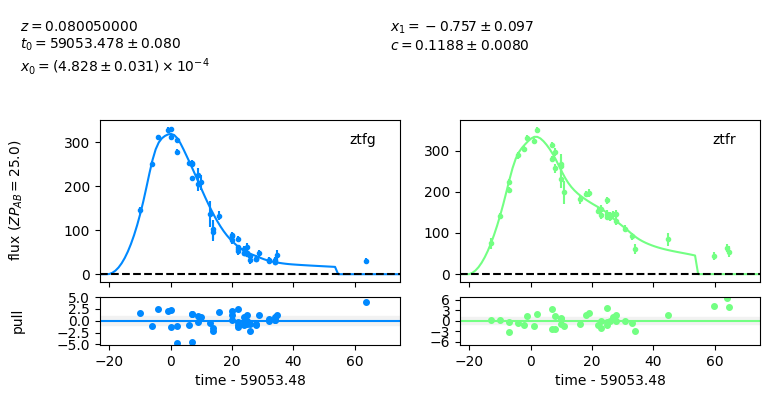 z = 0.080050000
t₀ = 59053.478 ± 0.080
x₀ = (4.828 ± 0.031) × 10⁻⁴
x₁ = −0.757 ± 0.097
c = 0.1188 ± 0.0080
flux (ZP_AB = 25.0)
300
200
100
0
ztfg
300
200
100
0
ztfr
pull
5.0
2.5
0.0
−2.5
−5.0
−20 0 20 40 60
time - 59053.48
6
3
0
−3
−6
−20 0 20 40 60
time - 59053.48